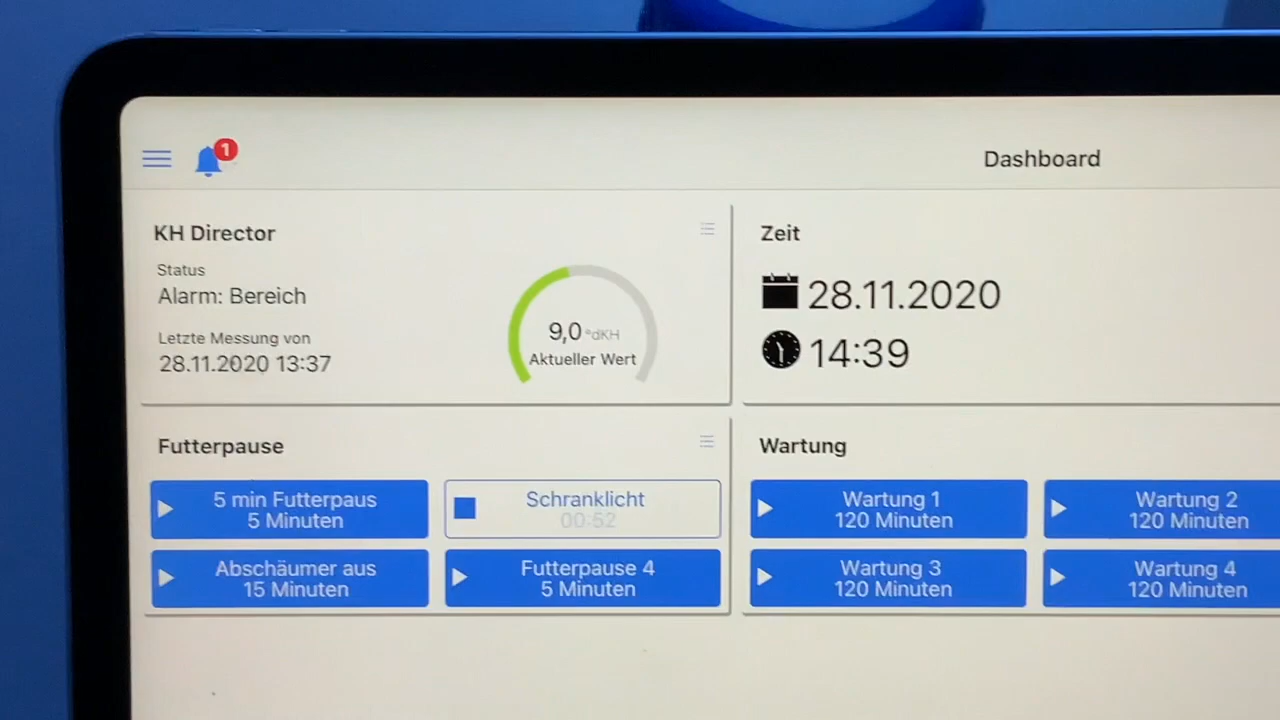 1
Dashboard
KH Director
Status
Alarm: Bereich
Letzte Messung von
28.11.2020 13:37
9,0 °dKH
Aktueller Wert
Zeit
28.11.2020
14:39
Futterpause
5 min Futterpaus
5 Minuten
Schranklicht
00:52
Abschäumer aus
15 Minuten
Futterpause 4
5 Minuten
Wartung
Wartung 1
120 Minuten
Wartung 2
120 Minuten
Wartung 3
120 Minuten
Wartung 4
120 Minuten